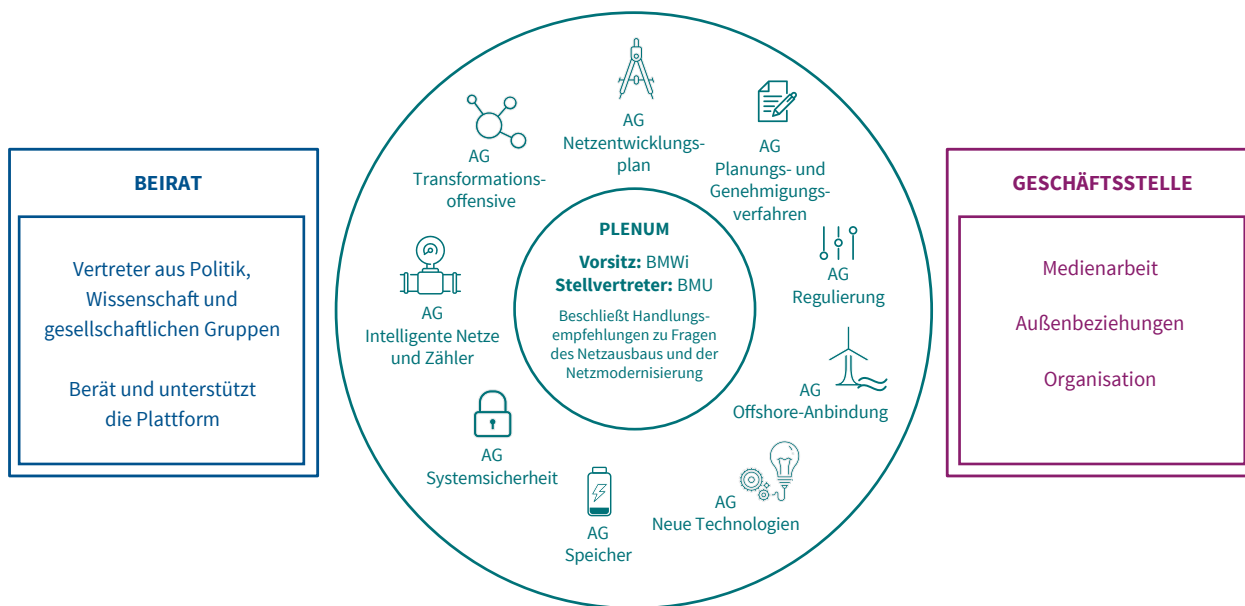 BEIRAT
Vertreter aus Politik,
Wissenschaft und
gesellschaftlichen Gruppen
Berät und unterstützt
die Plattform
AG
Netzentwicklungs-
plan
AG
Planungs- und
Genehmigungs-
verfahren
AG
Regulierung
AG
Offshore-Anbindung
AG
Neue Technologien
AG
Speicher
AG
Systemsicherheit
AG
Intelligente Netze
und Zähler
AG
Transformations-
offensive
PLENUM
Vorsitz: BMWi
Stellvertreter: BMU
Beschließt Handlungs-
empfehlungen zu Fragen
des Netzausbaus und der
Netzmodernisierung
GESCHÄFTSSTELLE
Medienarbeit
Außenbeziehungen
Organisation